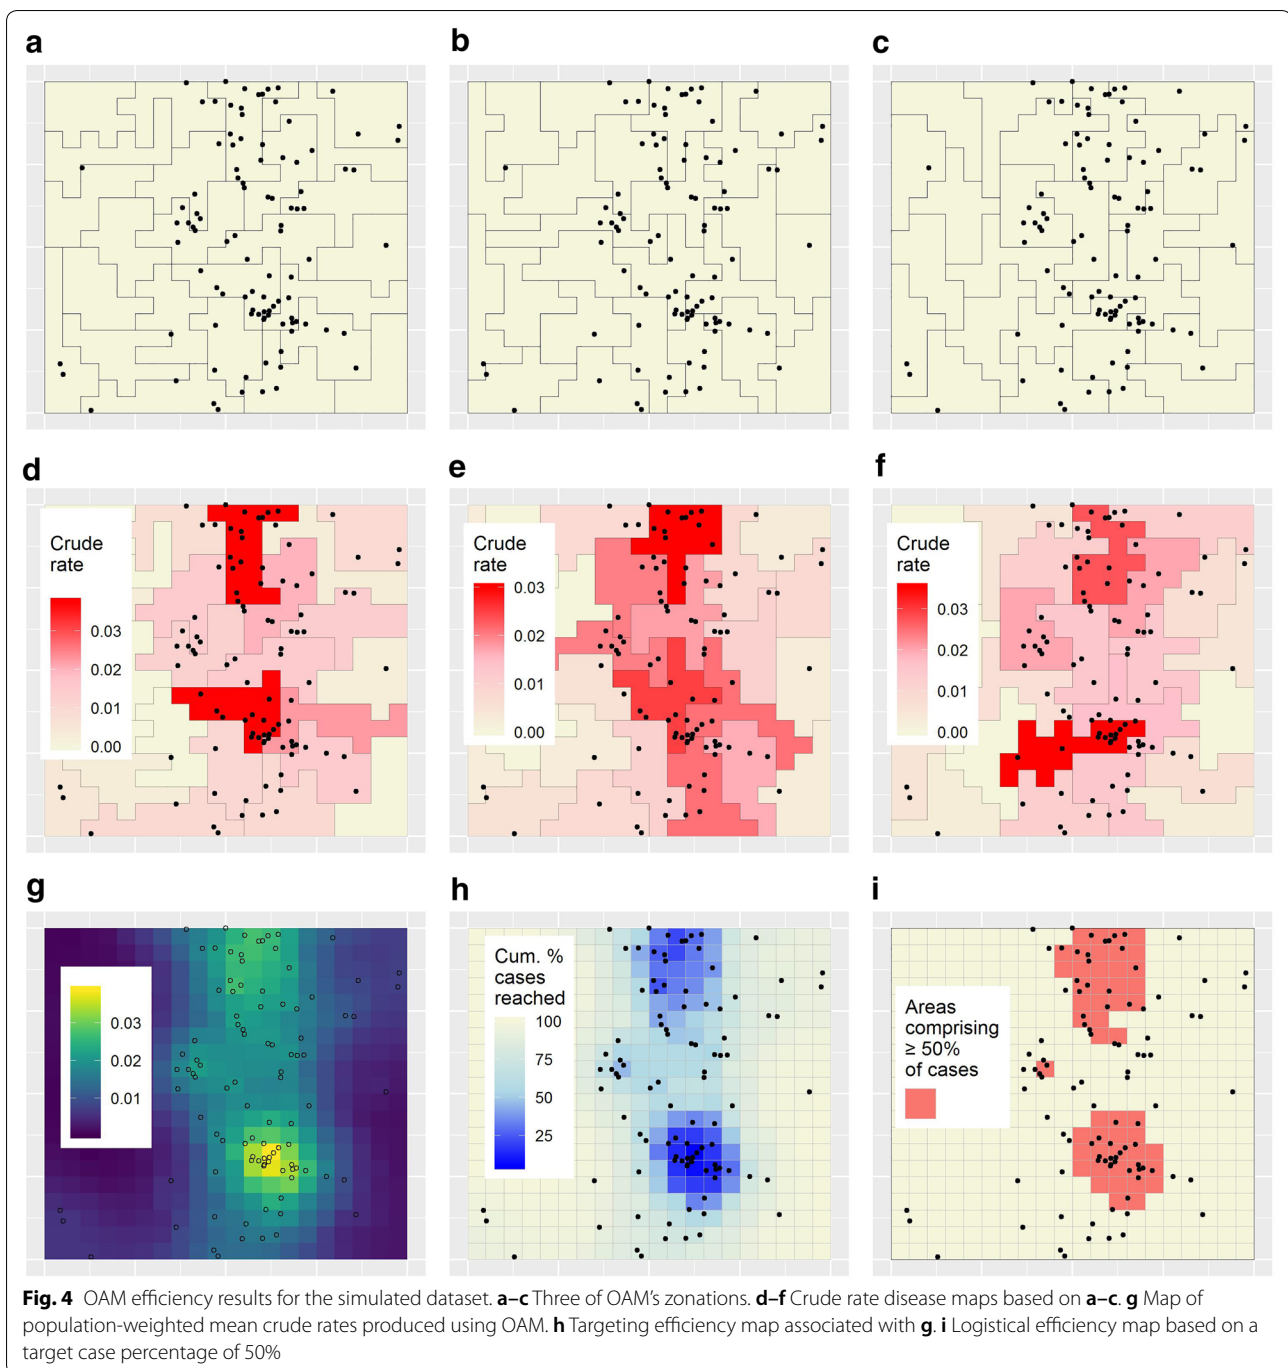 a
b
c
d
Crude
rate
0.03
0.02
0.01
0.00
e
Crude
rate
0.03
0.02
0.01
0.00
f
Crude
rate
0.03
0.02
0.01
0.00
g
0.03
0.02
0.01
h
Cum. %
cases
reached
100
75
50
25
i
Areas
comprising
≥ 50%
of cases
Fig. 4 OAM efficiency results for the simulated dataset. a–c Three of OAM's zonations. d–f Crude rate disease maps based on a–c. g Map of
population-weighted mean crude rates produced using OAM. h Targeting efficiency map associated with g. i Logistical efficiency map based on a
target case percentage of 50%